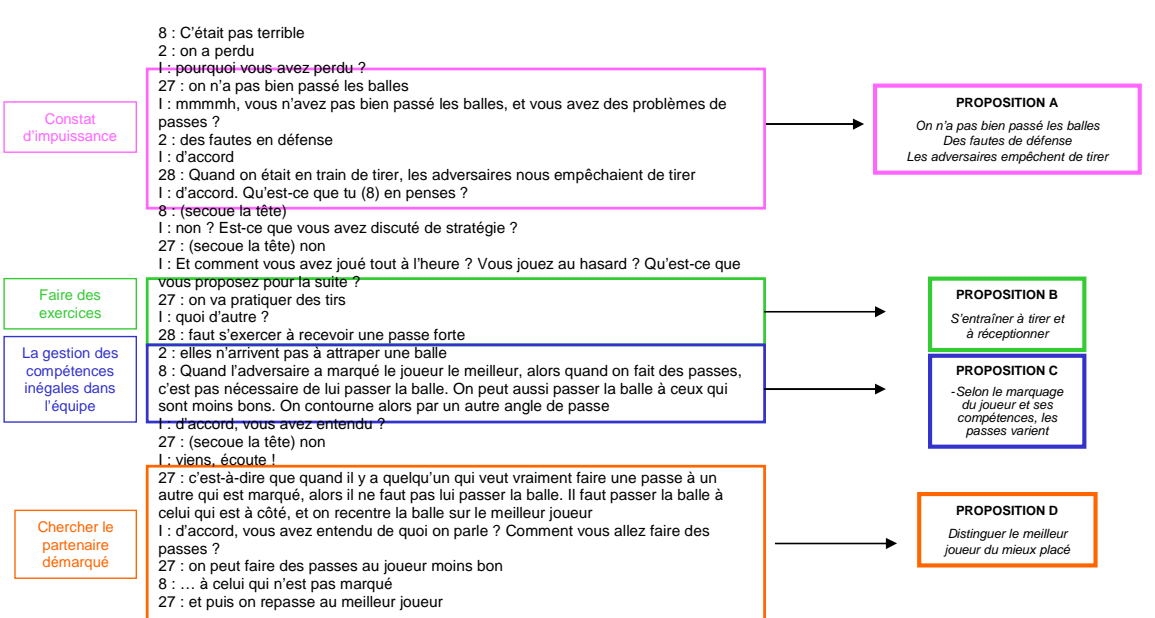 8 : C'était pas terrible
2 : on a perdu
I : pourquoi vous avez perdu ?
27 : on n'a pas bien passé les balles
I : mmmmh, vous n'avez pas bien passé les balles, et vous avez des problèmes de
passes ?
2 : des fautes en défense
I : d'accord
28 : Quand on était en train de tirer, les adversaires nous empêchaient de tirer
I : d'accord. Qu'est-ce que tu (8) en penses ?
8 : (secoue la tête)
I : non ? Est-ce que vous avez discuté de stratégie ?
27 : (secoue la tête) non
I : Et comment vous avez joué tout à l'heure ? Vous jouez au hasard ? Qu'est-ce que
vous proposez pour la suite ?
27 : on va pratiquer des tirs
I : quoi d'autre ?
28 : faut s'exercer à recevoir une passe forte
2 : elles n'arrivent pas à attraper une balle
8 : Quand l'adversaire a marqué le joueur le meilleur, alors quand on fait des passes,
c'est pas nécessaire de lui passer la balle. On peut aussi passer la balle à ceux qui
sont moins bons. On contourne alors par un autre angle de passe
I : d'accord, vous avez entendu ?
27 : (secoue la tête) non
I : viens, écoute !
27 : c'est-à-dire que quand il y a quelqu'un qui veut vraiment faire une passe à un
autre qui est marqué, alors il ne faut pas lui passer la balle. Il faut passer la balle à
celui qui est à côté, et on recentre la balle sur le meilleur joueur
I : d'accord, vous avez entendu de quoi on parle ? Comment vous allez faire des
passes ?
27 : on peut faire des passes au joueur moins bon
8 : … à celui qui n'est pas marqué
27 : et puis on repasse au meilleur joueur
Constat
d'impuissance
Faire des
exercices
La gestion des
compétences
inégales dans
l'équipe
Chercher le
partenaire
démarqué
PROPOSITION A
On n'a pas bien passé les balles
Des fautes de défense
Les adversaires empêchent de tirer
PROPOSITION B
S'entraîner à tirer et
à réceptionner
PROPOSITION C
-Selon le marquage
du joueur et ses
compétences, les
passes varient
PROPOSITION D
Distinguer le meilleur
joueur du mieux placé